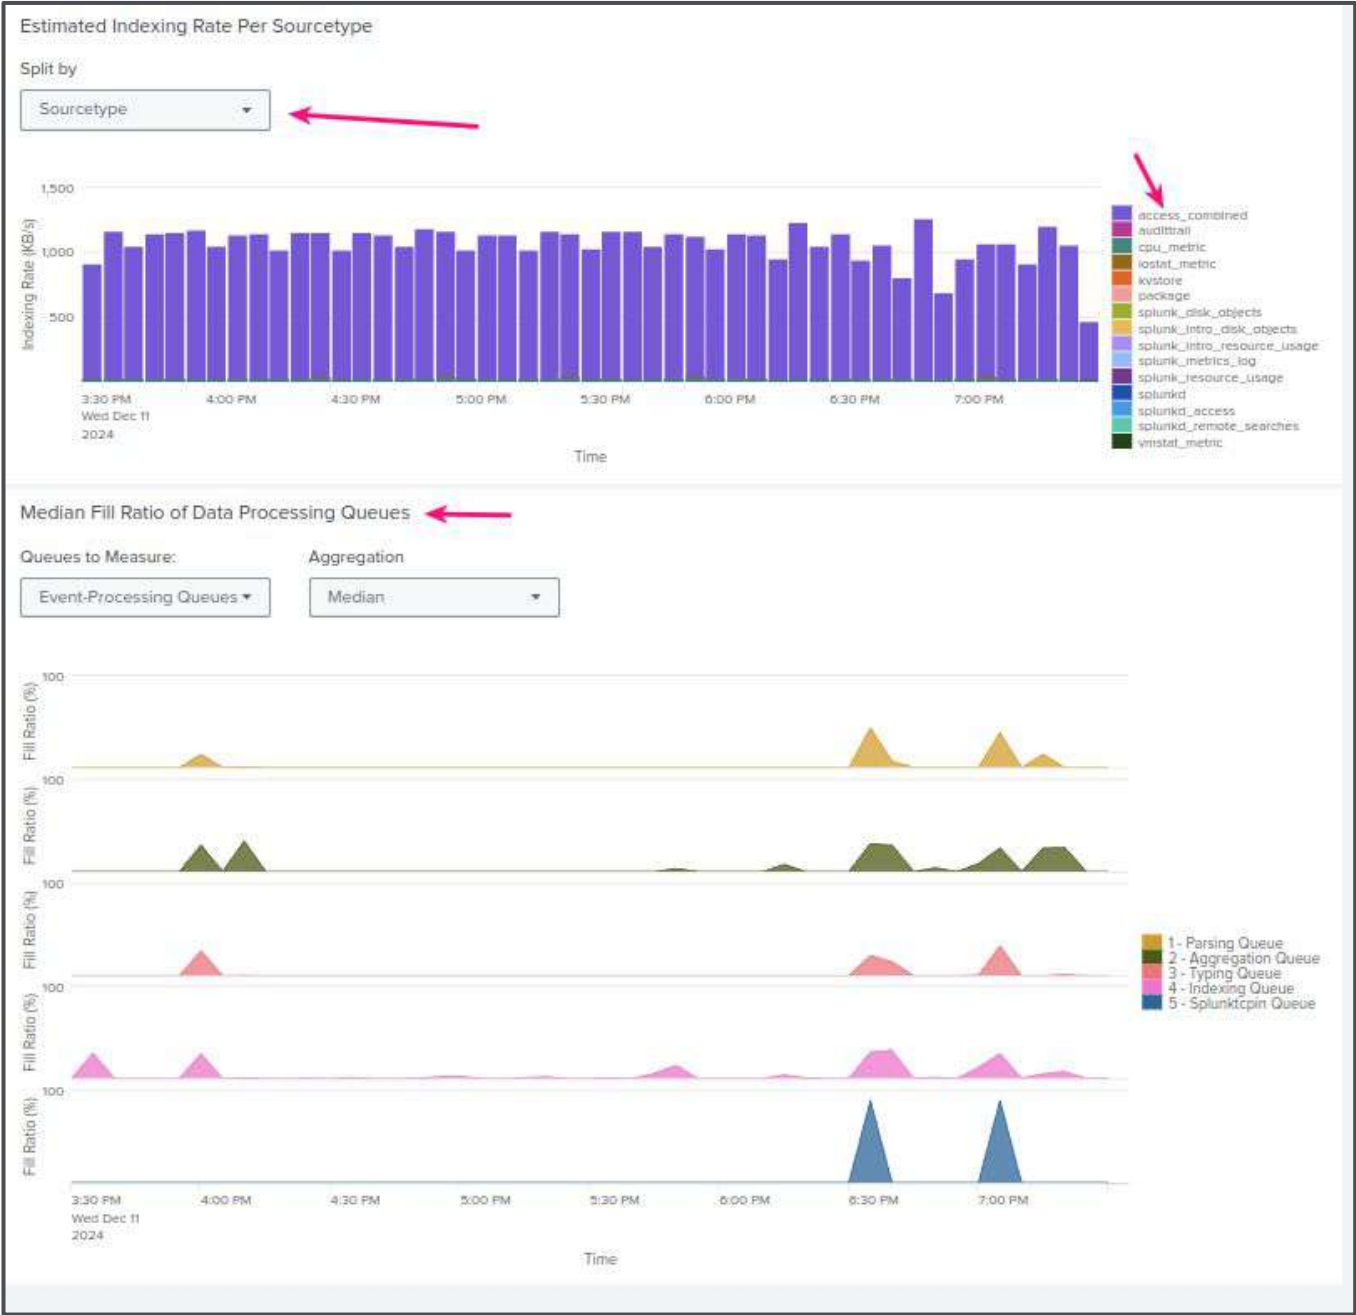 Estimated Indexing Rate Per Sourcetype
Split by
Sourcetype
1,500
1,000
500
Indexing Rate (KB/s)
3:30 PM
Wed Dec 11
2024
4:00 PM
4:30 PM
5:00 PM
5:30 PM
6:00 PM
6:30 PM
7:00 PM
Time
access_combined
audittrail
cpu_metric
iostat_metric
kvstore
package
splunk_disk_objects
splunk_intro_disk_objects
splunk_intro_resource_usage
splunk_metrics_log
splunk_resource_usage
splunkd
splunkd_access
splunkd_remote_searches
vmstat_metric
Median Fill Ratio of Data Processing Queues
Queues to Measure:
Aggregation
Event-Processing Queues
Median
100
Fill Ratio (%)
100
Fill Ratio (%)
100
Fill Ratio (%)
100
Fill Ratio (%)
100
Fill Ratio (%)
3:30 PM
Wed Dec 11
2024
4:00 PM
4:30 PM
5:00 PM
5:30 PM
6:00 PM
6:30 PM
7:00 PM
Time
1 - Parsing Queue
2 - Aggregation Queue
3 - Typing Queue
4 - Indexing Queue
5 - Splunktcpin Queue